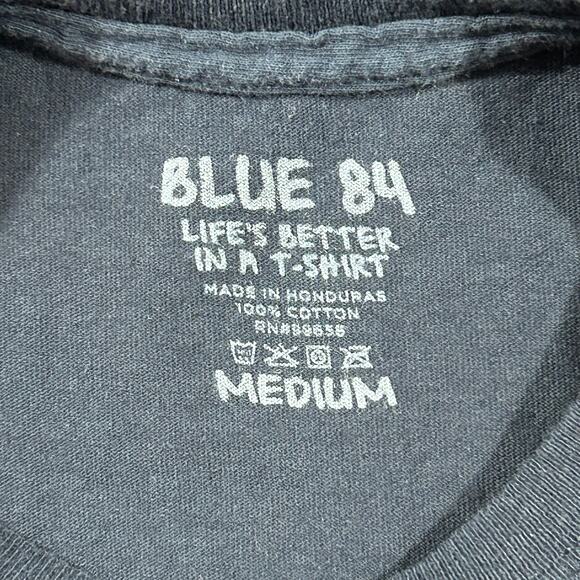 BLUE 84
LIFE'S BETTER
IN A T-SHIRT
MADE IN HONDURAS
100% COTTON
MEDIUM